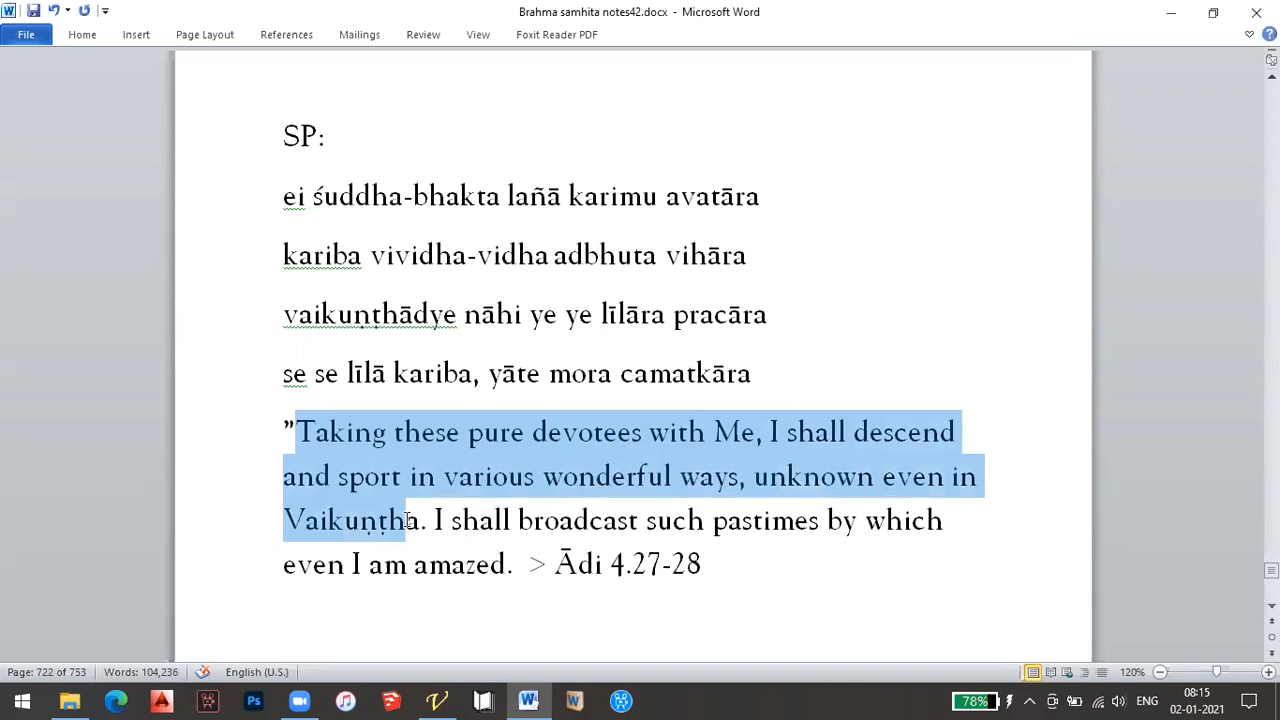 Brahma samhita notes42.docx - Microsoft Word
File Home Insert Page Layout References Mailings Review View Foxit Reader PDF
SP:
ei śuddha-bhakta lañā karimu avatāra
kariba vividha-vidha adbhuta vihāra
vaikuṇṭhādye nāhi ye ye līlāra pracāra
se se līlā kariba, yāte mora camatkāra
"Taking these pure devotees with Me, I shall descend
and sport in various wonderful ways, unknown even in
Vaikuṇṭha. I shall broadcast such pastimes by which
even I am amazed. > Ādi 4.27-28
Page: 722 of 753 Words: 104,236 English (U.S.) 120%
78% ENG 08:15
02-01-2021